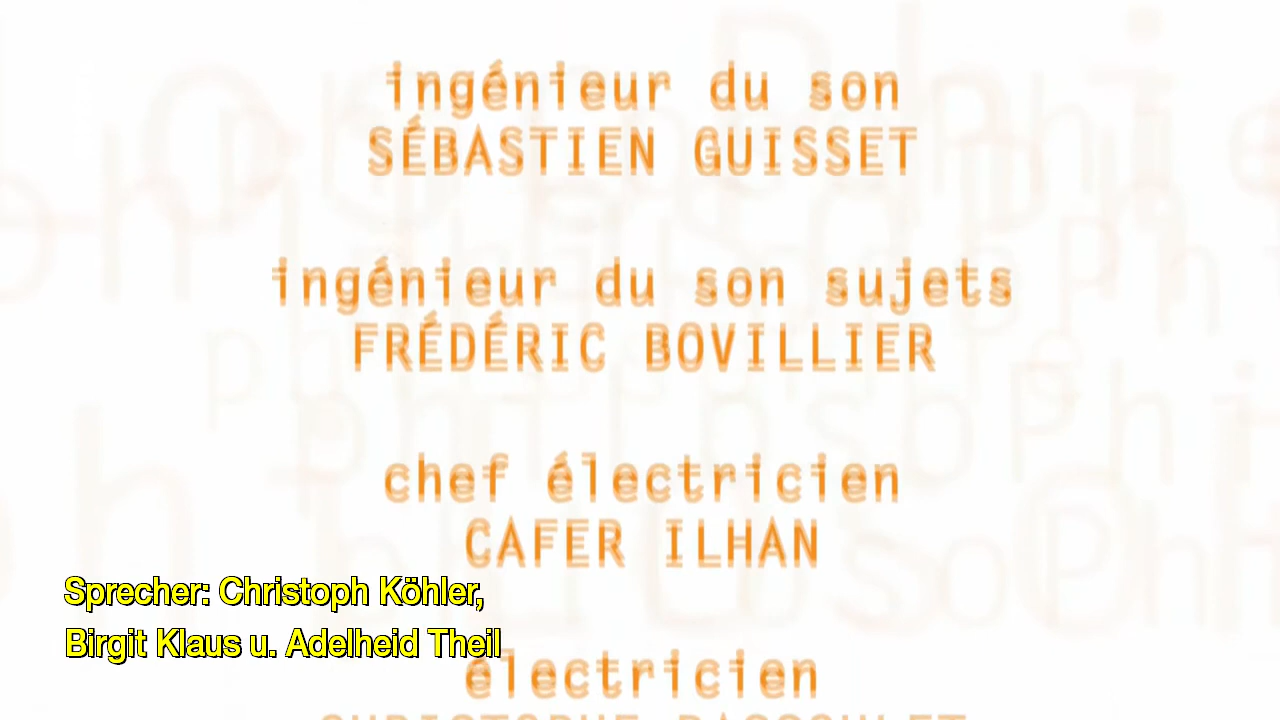 ingénieur du son
SÉBASTIEN GUISSET
ingénieur du son sujets
FRÉDÉRIC BOVILLIER
chef électricien
CAFER ILHAN
Sprecher: Christoph Köhler,
Birgit Klaus u. Adelheid Theil
électricien